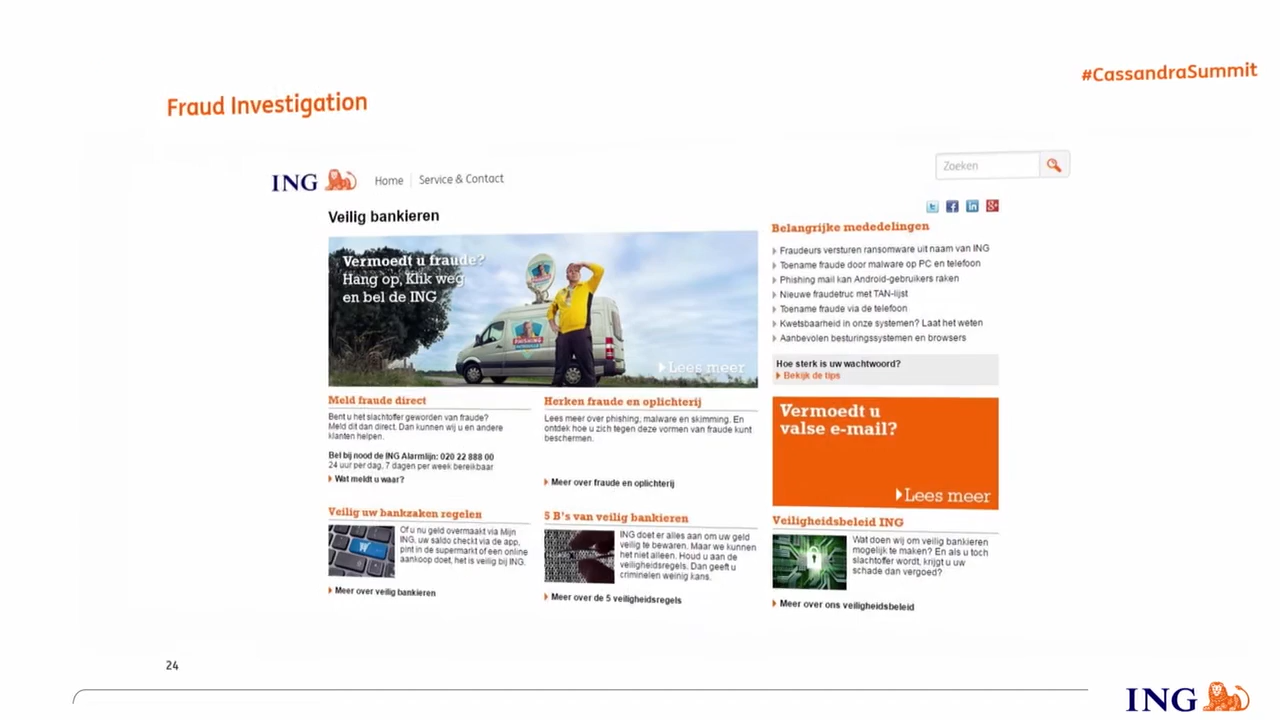 #CassandraSummit
Fraud Investigation
ING
Home
Service & Contact
Zoeken
Veilig bankieren
Vermoedt u fraude?
Hang op, Klik weg
en bel de ING
Lees meer
Belangrijke mededelingen
Fraudeurs versturen ransomware uit naam van ING
Toename fraude door malware op PC en telefoon
Phishing mail kan Android-gebruikers raken
Nieuwe fraudetruc met TAN-lijst
Toename fraude via de telefoon
Kwetsbaarheid in onze systemen? Laat het weten
Aanbevolen besturingssystemen en browsers
Hoe sterk is uw wachtwoord?
Bekijk de tips
Meld fraude direct
Bent u het slachtoffer geworden van fraude?
Meld dit dan direct. Dan kunnen wij u en andere
klanten helpen.
Bel bij nood de ING Alarmlijn: 020 22 888 00
24 uur per dag, 7 dagen per week bereikbaar
Wat meldt u waar?
Herken fraude en oplichterij
Lees meer over phishing, malware en skimming. En
ontdek hoe u zich tegen deze vormen van fraude kunt
beschermen.
Meer over fraude en oplichterij
Vermoedt u
valse e-mail?
Lees meer
Veilig uw bankzaken regelen
Of u nu geld overmaakt via Mijn
ING, uw saldo checkt via de app,
pint in de supermarkt of een online
aankoop doet, het is veilig bij ING.
Meer over veilig bankieren
5 B's van veilig bankieren
ING doet er alles aan om uw geld
veilig te bewaren. Maar we kunnen
het niet alleen. Houd u aan de
veiligheidsregels. Dan geeft u
criminelen weinig kans.
Meer over de 5 veiligheidsregels
Veiligheidsbeleid ING
Wat doen wij om veilig bankieren
mogelijk te maken? En als u toch
slachtoffer wordt, krijgt u uw
schade dan vergoed?
Meer over ons veiligheidsbeleid
24
ING